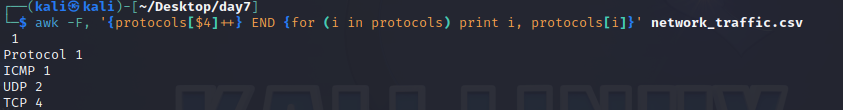 ┌──(kali㉿kali)-[~/Desktop/day7]
└─$ awk -F, '{protocols[$4]++} END {for (i in protocols) print i, protocols[i]}' network_traffic.csv
 1
Protocol 1
ICMP 1
UDP 2
TCP 4